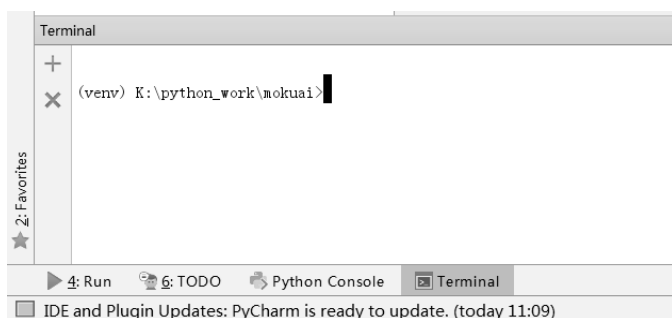 Terminal
(venv) K:\python_work\mokuai>
2: Favorites
4: Run 6: TODO Python Console Terminal
IDE and Plugin Updates: PyCharm is ready to update. (today 11:09)